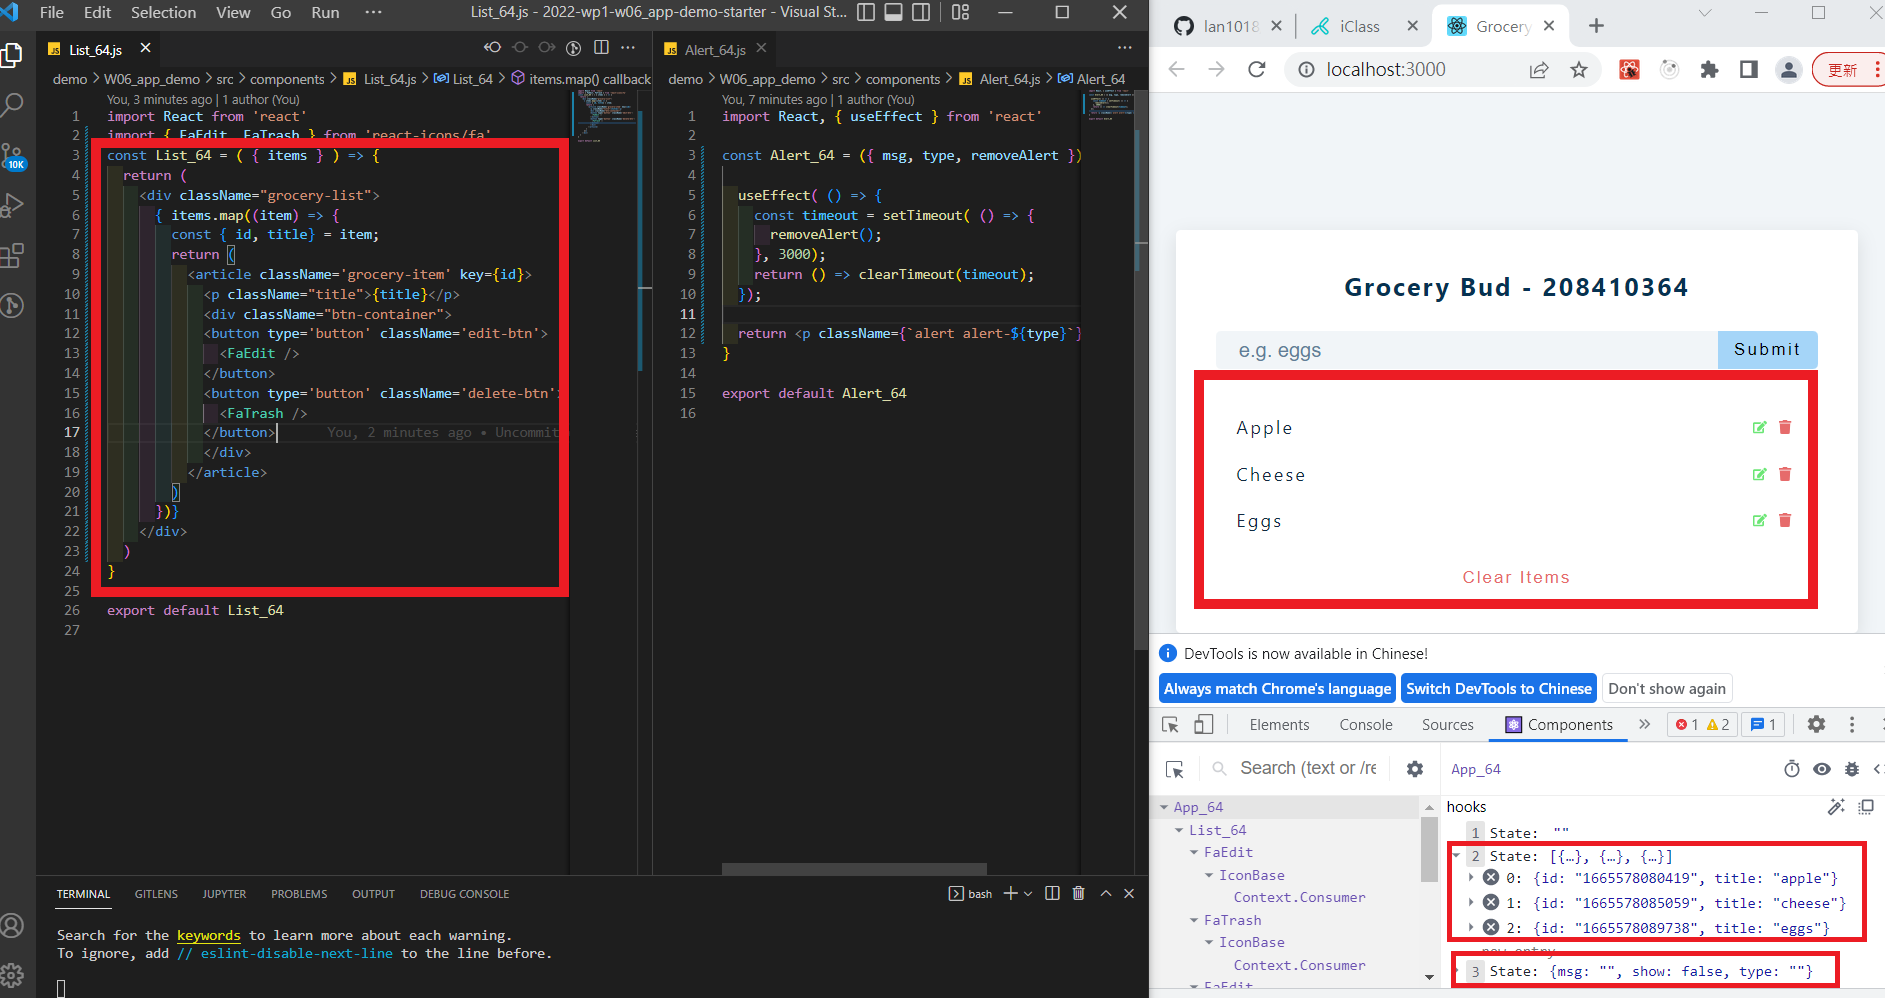 File Edit Selection View Go Run ··· List_64.js - 2022-wp1-w06_app-demo-starter - Visual St...
List_64.js
demo > W06_app_demo > src > components > List_64.js > List_64 > items.map() callback
You, 3 minutes ago | 1 author (You)
1 import React from 'react'
2 import { FaEdit, FaTrash } from 'react-icons/fa'
3 const List_64 = ( { items } ) => {
4 return (
5 <div className="grocery-list">
6 { items.map((item) => {
7 const { id, title} = item;
8 return (
9 <article className='grocery-item' key={id}>
10 <p className="title">{title}</p>
11 <div className="btn-container">
12 <button type='button' className='edit-btn'>
13 <FaEdit />
14 </button>
15 <button type='button' className='delete-btn'>
16 <FaTrash />
17 </button> You, 2 minutes ago • Uncommit
18 </div>
19 </article>
20 )
21 })}
22 </div>
23 )
24 }
25
26 export default List_64
27
Alert_64.js
demo > W06_app_demo > src > components > Alert_64.js > Alert_64
You, 7 minutes ago | 1 author (You)
1 import React, { useEffect } from 'react'
2
3 const Alert_64 = ({ msg, type, removeAlert })
4
5 useEffect( () => {
6 const timeout = setTimeout( () => {
7 removeAlert();
8 }, 3000);
9 return () => clearTimeout(timeout);
10 });
11
12 return <p className={`alert alert-${type}`}
13 }
14
15 export default Alert_64
16
10K
TERMINAL GITLENS JUPYTER PROBLEMS OUTPUT DEBUG CONSOLE bash
Search for the keywords to learn more about each warning.
To ignore, add // eslint-disable-next-line to the line before.
lan1018 iClass Grocery
localhost:3000 更新
Grocery Bud - 208410364
e.g. eggs Submit
Apple
Cheese
Eggs
Clear Items
DevTools is now available in Chinese!
Always match Chrome's language Switch DevTools to Chinese Don't show again
Elements Console Sources Components » 1 2 1
Search (text or /re App_64
App_64
List_64
FaEdit
IconBase
Context.Consumer
FaTrash
IconBase
Context.Consumer
FaEdit
hooks
1 State: ""
2 State: [{…}, {…}, {…}]
0: {id: "1665578080419", title: "apple"}
1: {id: "1665578085059", title: "cheese"}
2: {id: "1665578089738", title: "eggs"}
new entry
3 State: {msg: "", show: false, type: ""}